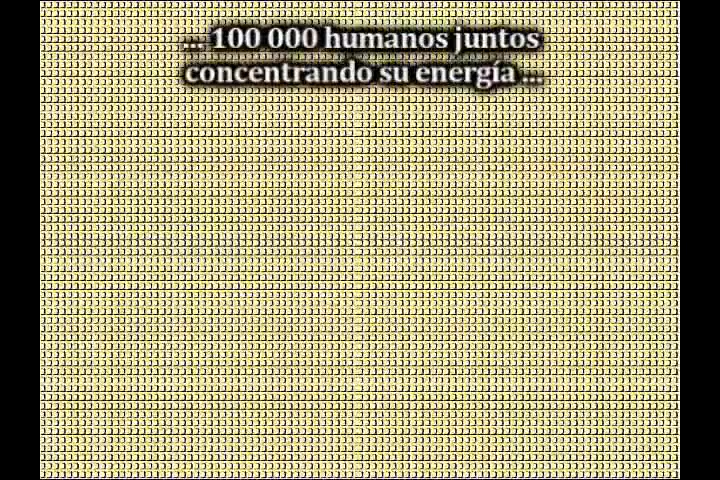 ... 100 000 humanos juntos
concentrando su energía ...